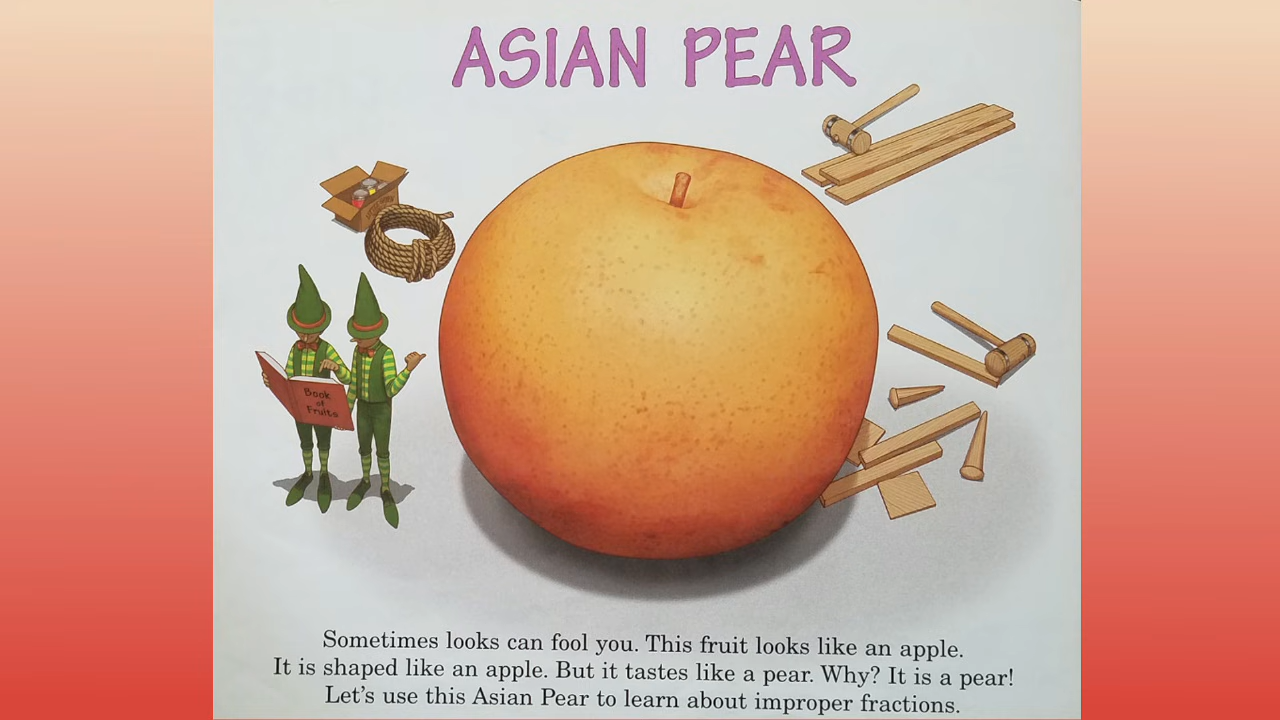 ASIAN PEAR
Book
of
Fruits
Sometimes looks can fool you. This fruit looks like an apple.
It is shaped like an apple. But it tastes like a pear. Why? It is a pear!
Let's use this Asian Pear to learn about improper fractions.